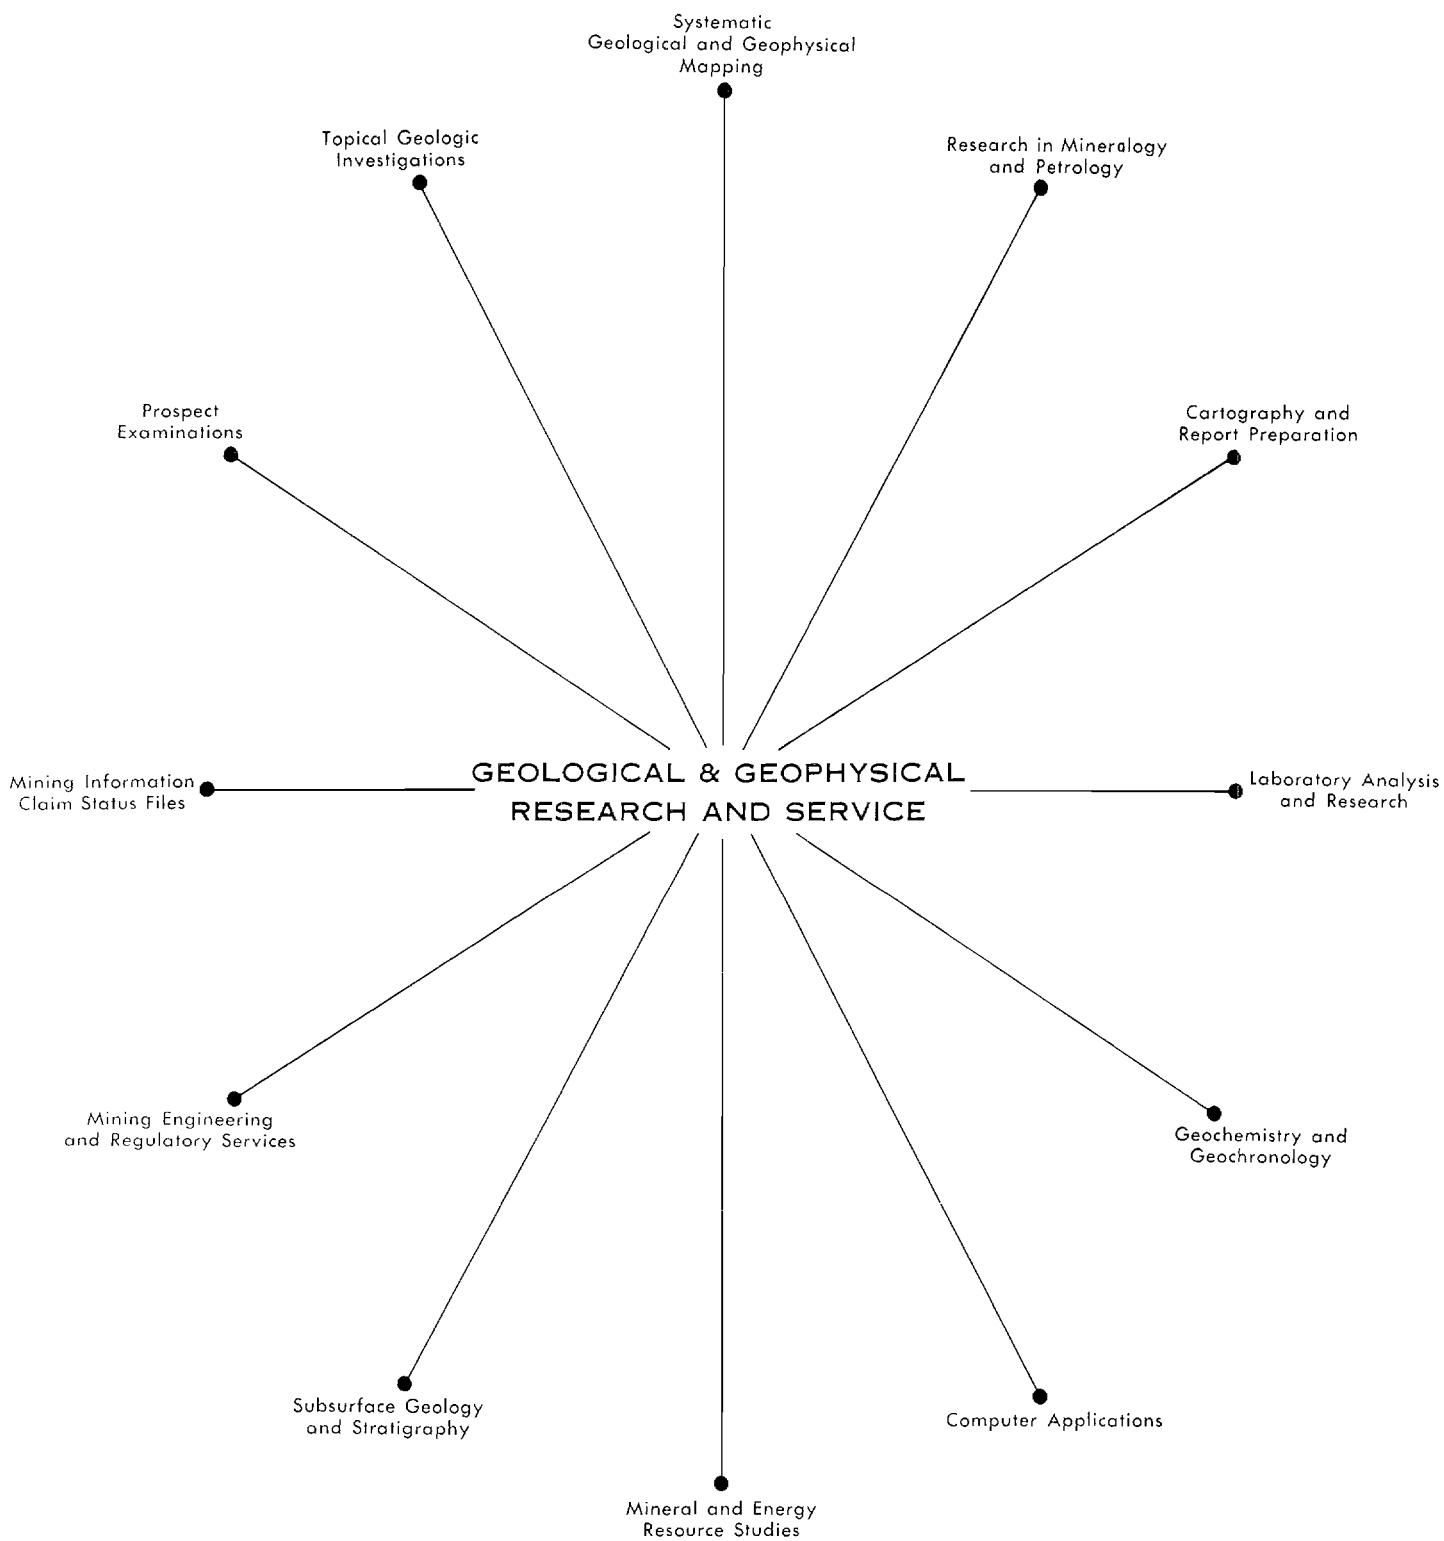 Systematic
Geological and Geophysical
Mapping
Topical Geologic
Investigations
Research in Mineralogy
and Petrology
Prospect
Examinations
Cartography and
Report Preparation
Mining Information
Claim Status Files
GEOLOGICAL & GEOPHYSICAL
RESEARCH AND SERVICE
Laboratory Analysis
and Research
Mining Engineering
and Regulatory Services
Geochemistry and
Geochronology
Subsurface Geology
and Stratigraphy
Computer Applications
Mineral and Energy
Resource Studies